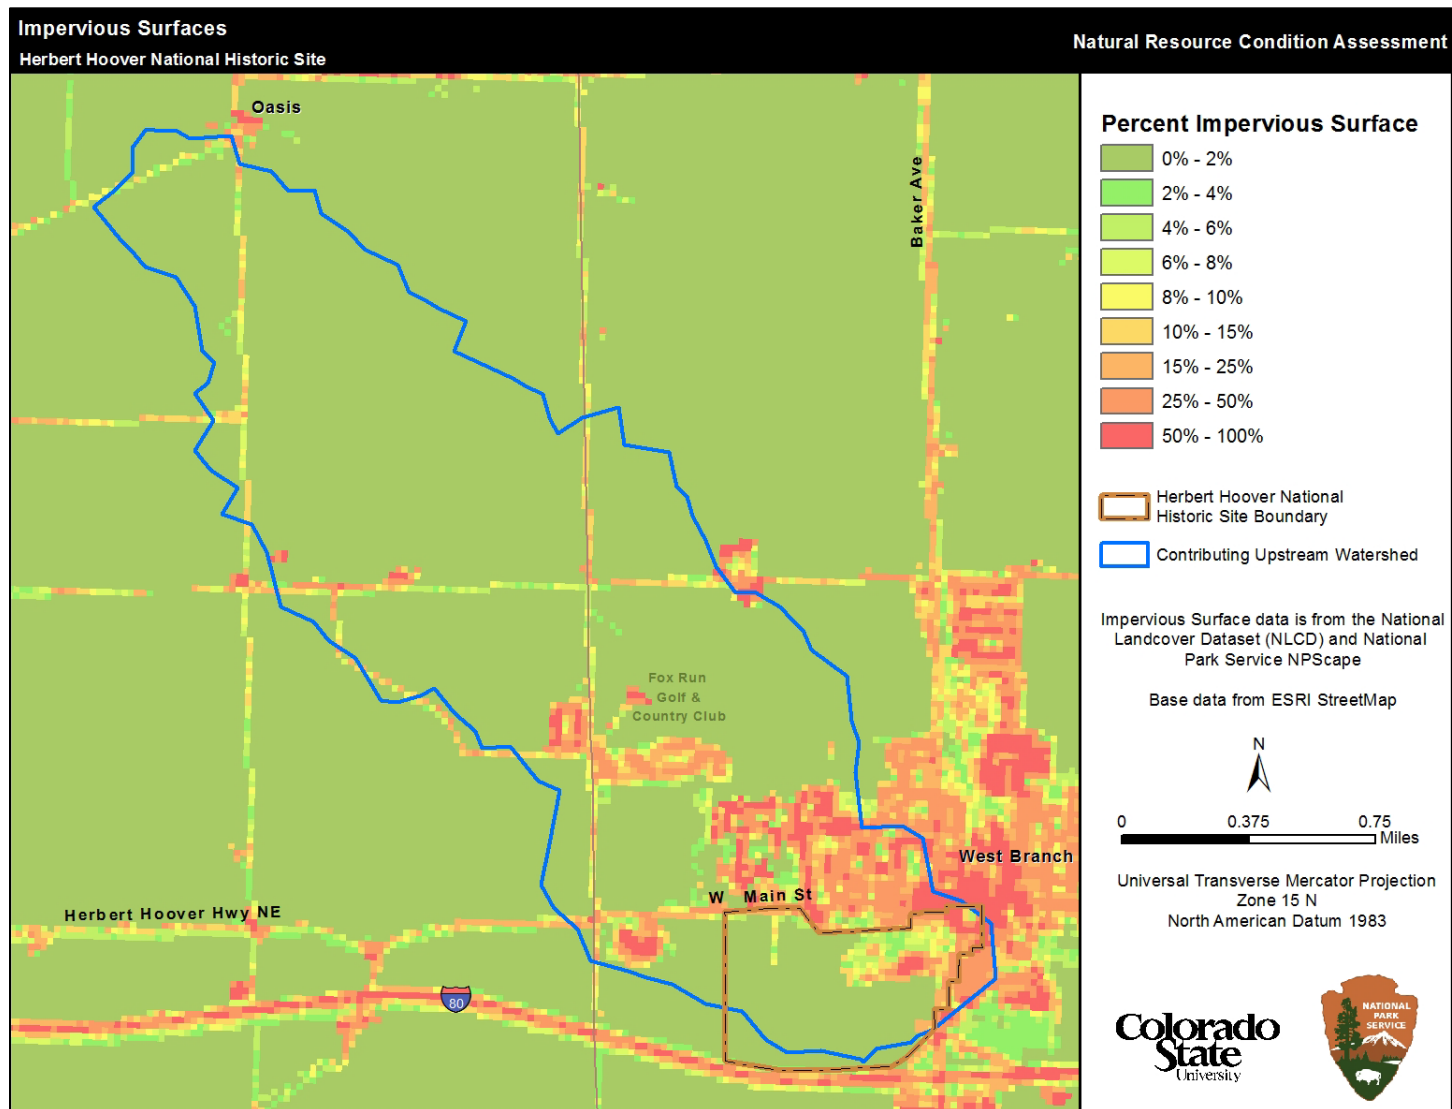 Impervious Surfaces
Herbert Hoover National Historic Site
Natural Resource Condition Assessment
Oasis
Baker Ave
Fox Run
Golf &
Country Club
West Branch
W Main St
Herbert Hoover Hwy NE
80
Percent Impervious Surface
0% - 2%
2% - 4%
4% - 6%
6% - 8%
8% - 10%
10% - 15%
15% - 25%
25% - 50%
50% - 100%
Herbert Hoover National
Historic Site Boundary
Contributing Upstream Watershed
Impervious Surface data is from the National
Landcover Dataset (NLCD) and National
Park Service NPScape
Base data from ESRI StreetMap
N
0 0.375 0.75
Miles
Universal Transverse Mercator Projection
Zone 15 N
North American Datum 1983
Colorado
State
University
NATIONAL
PARK
SERVICE